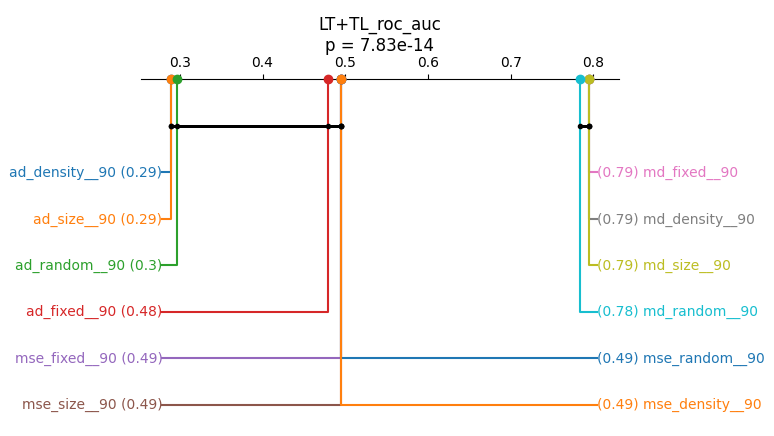 LT+TL_roc_auc
p = 7.83e-14
0.3 0.4 0.5 0.6 0.7 0.8
ad_density__90 (0.29)
(0.79) md_fixed__90
ad_size__90 (0.29)
(0.79) md_density__90
ad_random__90 (0.3)
(0.79) md_size__90
ad_fixed__90 (0.48)
(0.78) md_random__90
mse_fixed__90 (0.49)
(0.49) mse_random__90
mse_size__90 (0.49)
(0.49) mse_density__90